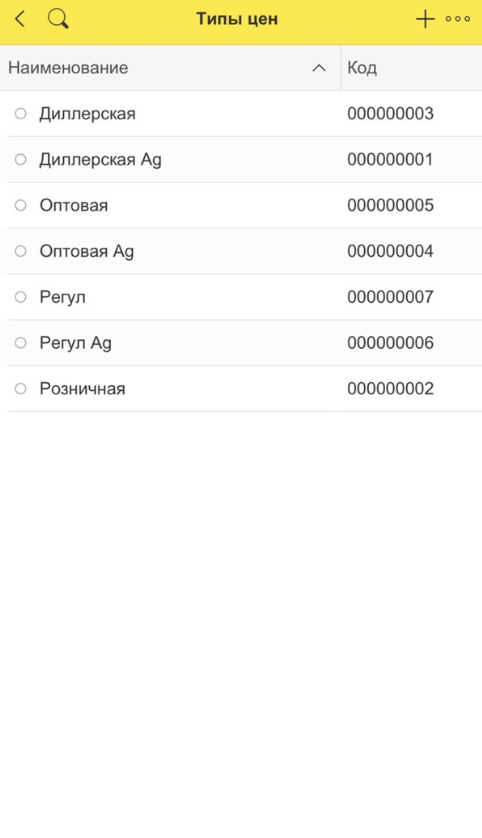 Типы цен
Наименование Код
Диллерская 000000003
Диллерская Ag 000000001
Оптовая 000000005
Оптовая Ag 000000004
Регул 000000007
Регул Ag 000000006
Розничная 000000002